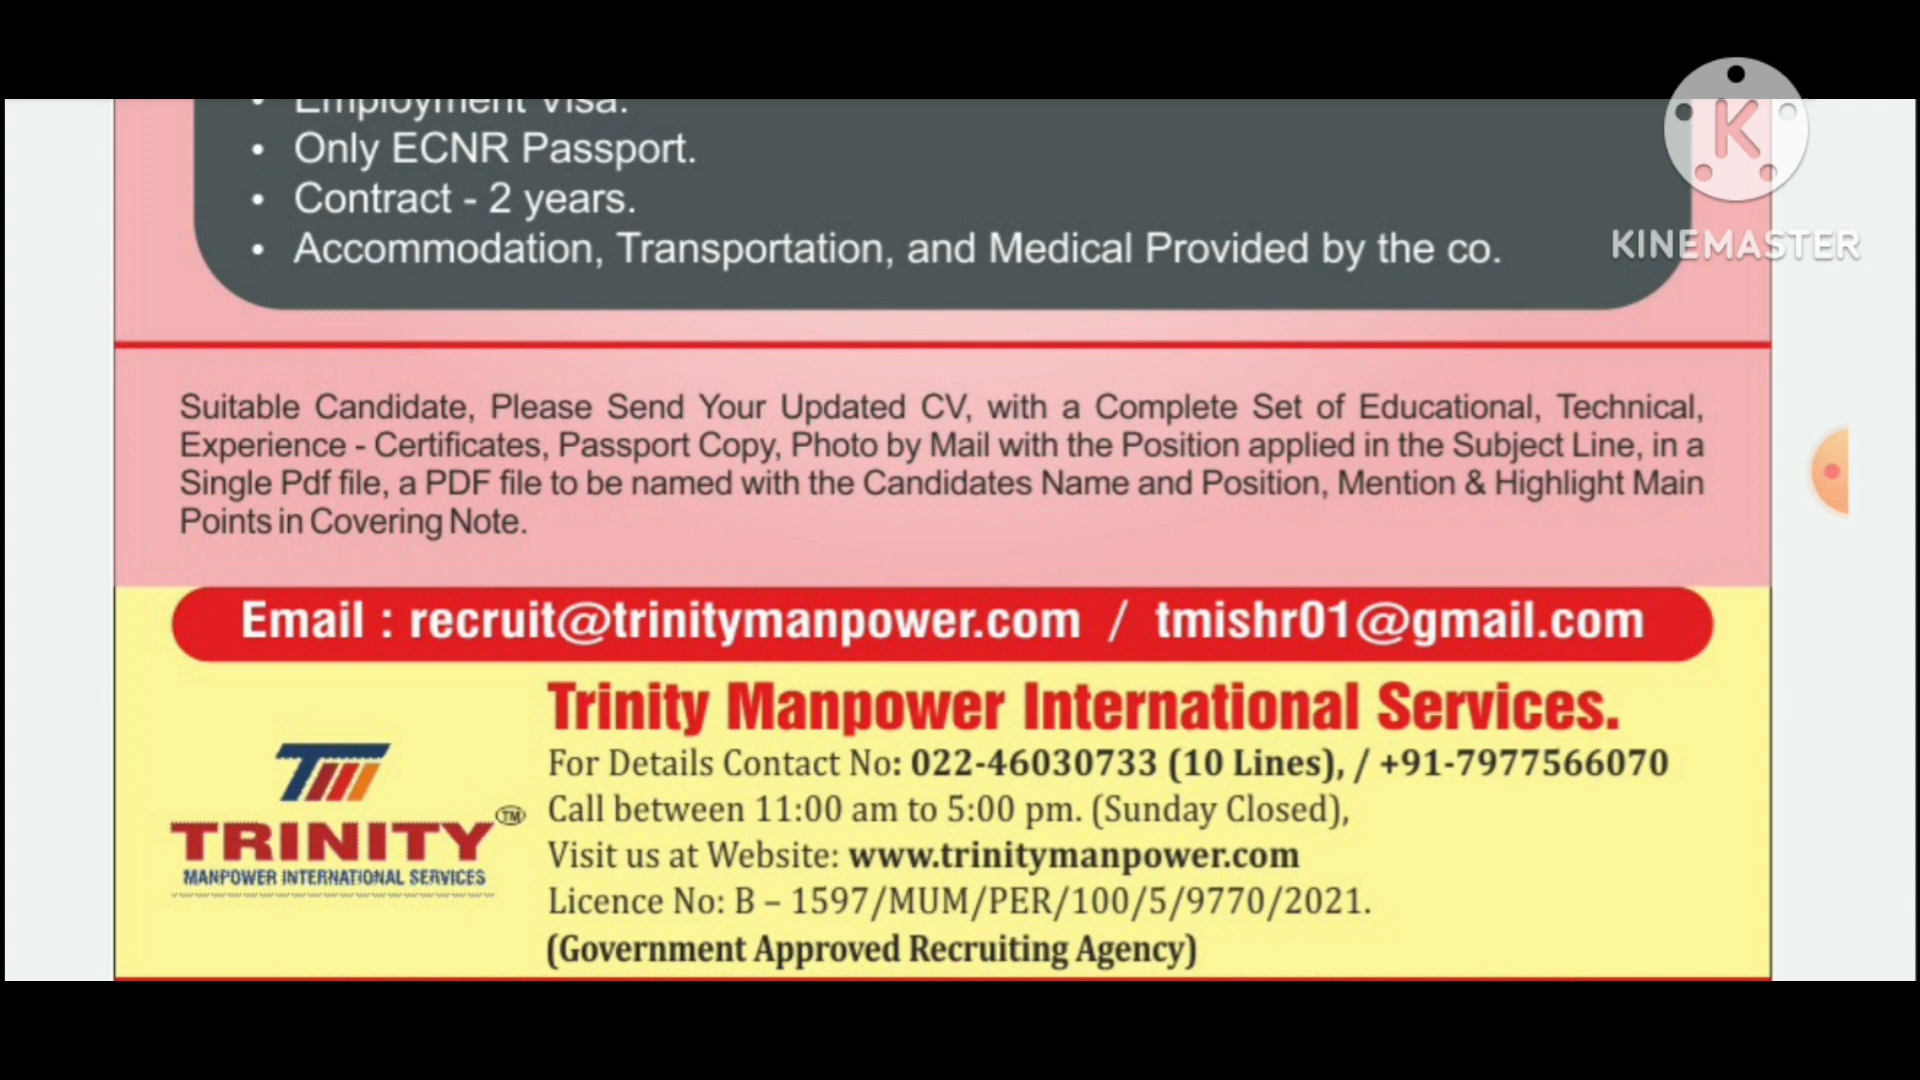 • Employment Visa.
• Only ECNR Passport.
• Contract - 2 years.
• Accommodation, Transportation, and Medical Provided by the co.
K
KINEMASTER
Suitable Candidate, Please Send Your Updated CV, with a Complete Set of Educational, Technical,
Experience - Certificates, Passport Copy, Photo by Mail with the Position applied in the Subject Line, in a
Single Pdf file, a PDF file to be named with the Candidates Name and Position, Mention & Highlight Main
Points in Covering Note.
Email : recruit@trinitymanpower.com / tmishr01@gmail.com
Trinity Manpower International Services.
For Details Contact No: 022-46030733 (10 Lines), / +91-7977566070
Call between 11:00 am to 5:00 pm. (Sunday Closed),
Visit us at Website: www.trinitymanpower.com
Licence No: B – 1597/MUM/PER/100/5/9770/2021.
(Government Approved Recruiting Agency)
TRINITY TM
MANPOWER INTERNATIONAL SERVICES